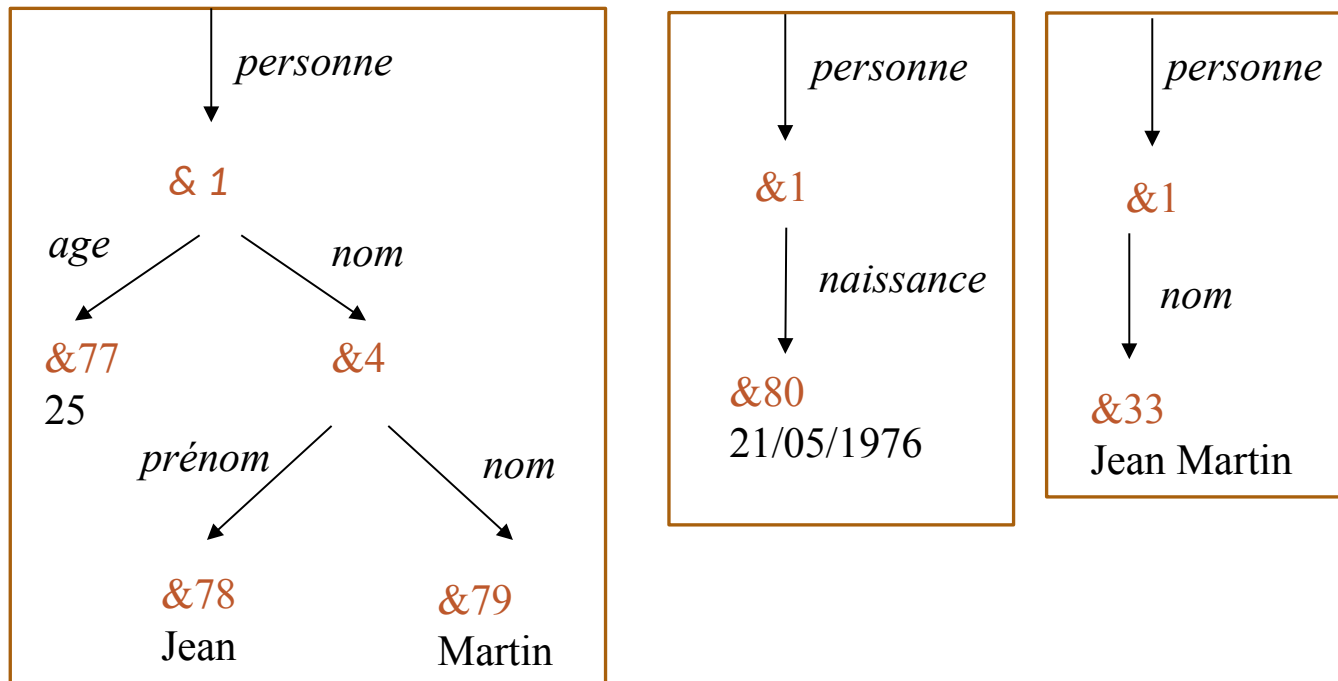 personne
& 1
age
nom
&77
25
&4
prénom
nom
&78
Jean
&79
Martin
personne
&1
naissance
&80
21/05/1976
personne
&1
nom
&33
Jean Martin